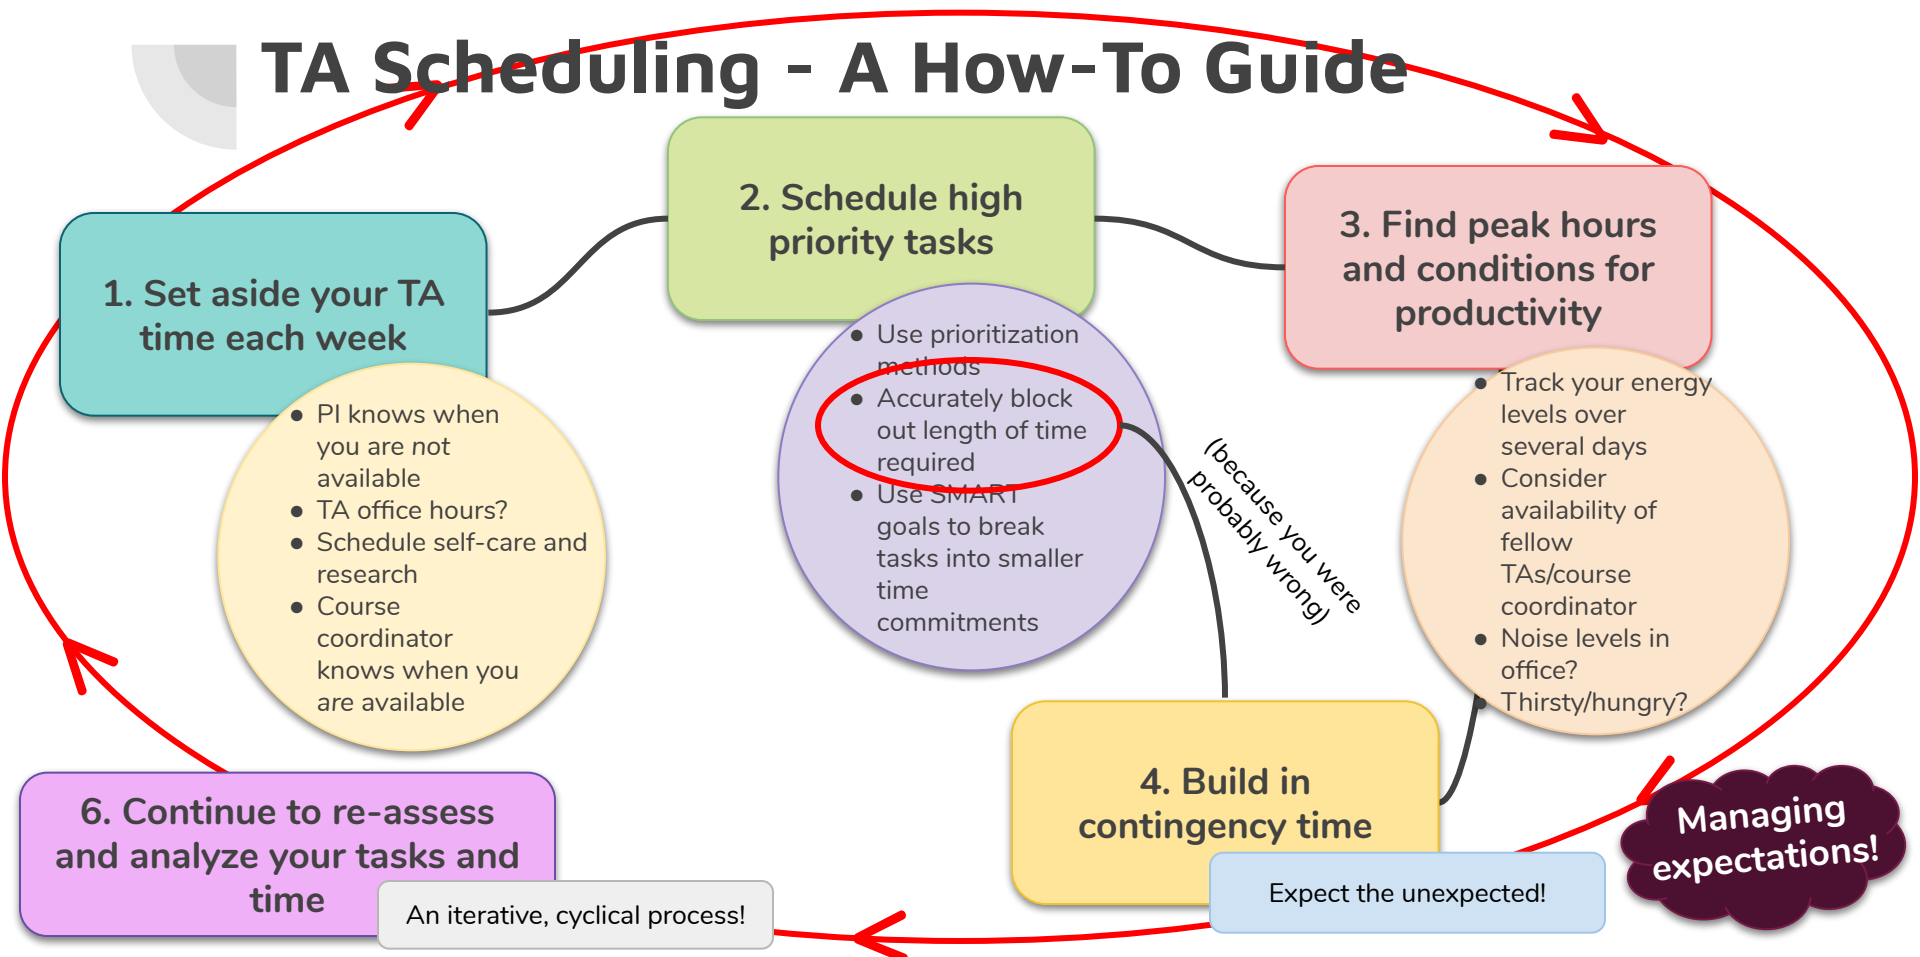 TA Scheduling - A How-To Guide
1. Set aside your TA
time each week
● PI knows when
you are not
available
● TA office hours?
● Schedule self-care and
research
● Course
coordinator
knows when you
are available
2. Schedule high
priority tasks
● Use prioritization
methods
● Accurately block
out length of time
required
● Use SMART
goals to break
tasks into smaller
time
commitments
(because you were
probably wrong)
3. Find peak hours
and conditions for
productivity
● Track your energy
levels over
several days
● Consider
availability of
fellow
TAs/course
coordinator
● Noise levels in
office?
● Thirsty/hungry?
4. Build in
contingency time
Expect the unexpected!
Managing
expectations!
6. Continue to re-assess
and analyze your tasks and
time
An iterative, cyclical process!